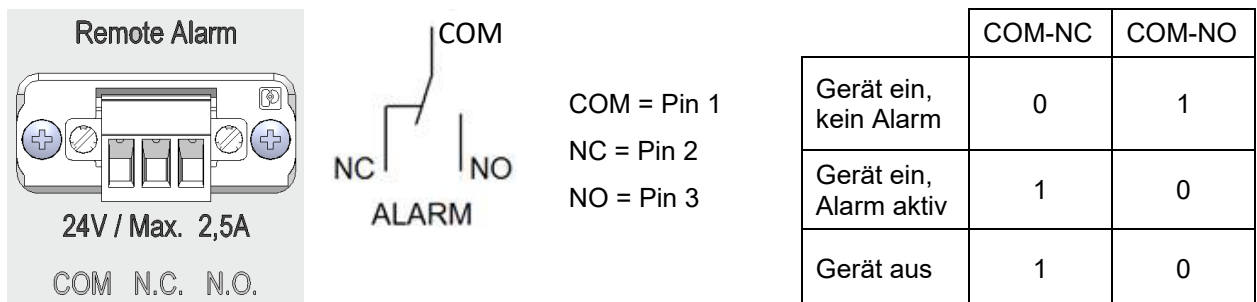 Remote Alarm
24V / Max. 2,5A
COM N.C. N.O.
COM
NC
NO
ALARM
COM = Pin 1
NC = Pin 2
NO = Pin 3
COM-NC COM-NO
Gerät ein,
kein Alarm 0 1
Gerät ein,
Alarm aktiv 1 0
Gerät aus 1 0